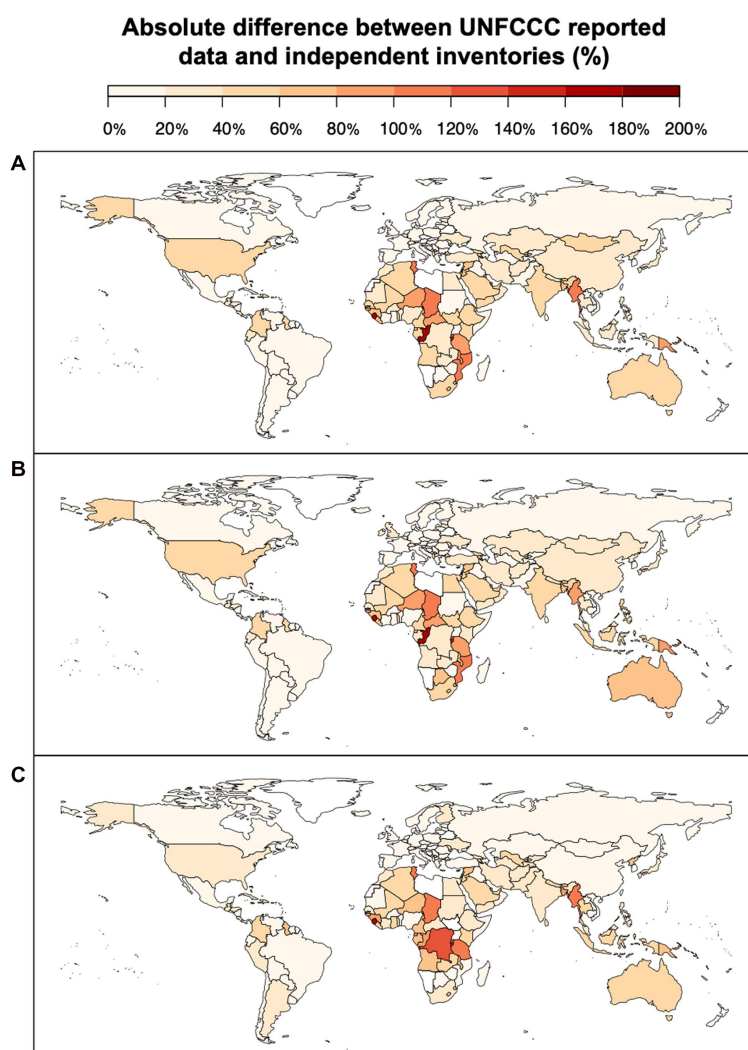 Absolute difference between UNFCCC reported
data and independent inventories (%)
0% 20% 40% 60% 80% 100% 120% 140% 160% 180% 200%
A
B
C